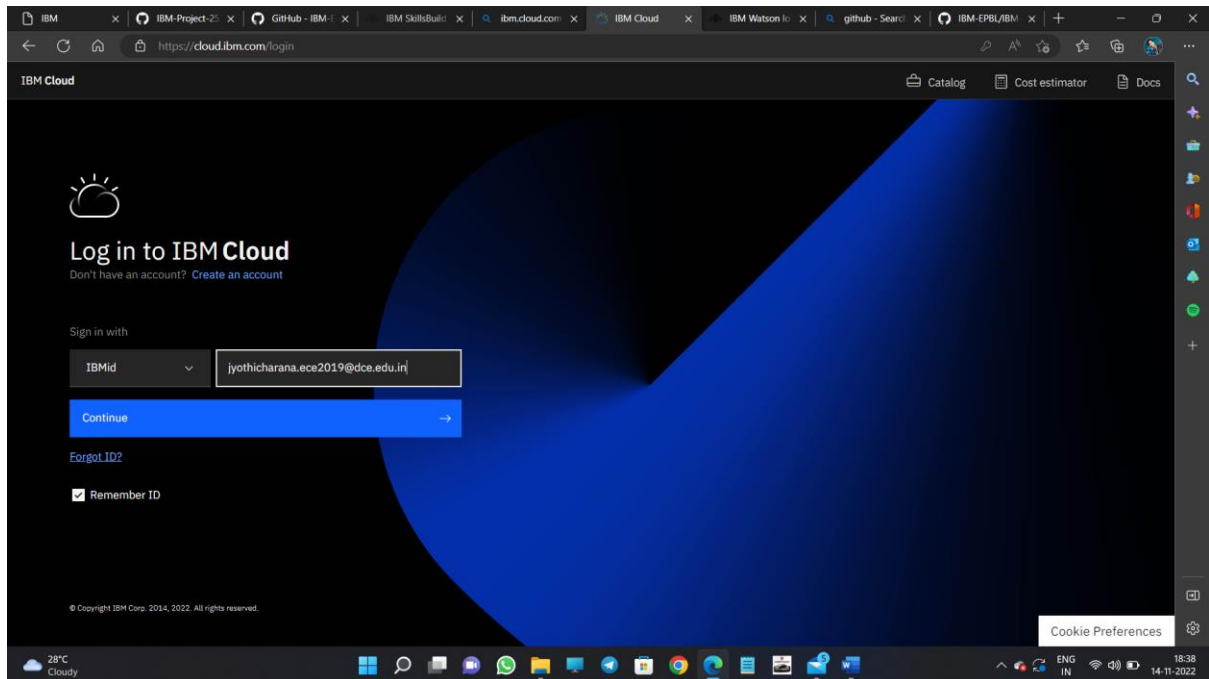 IBM
IBM-Project-25
GitHub - IBM-E
IBM SkillsBuild
ibm.cloud.com
IBM Cloud
IBM Watson Io
github - Search
IBM-EPBL/IBM
https://cloud.ibm.com/login
IBM Cloud
Catalog
Cost estimator
Docs
Log in to IBM Cloud
Don't have an account? Create an account
Sign in with
IBMid
jyothicharana.ece2019@dce.edu.in
Continue
Forgot ID?
Remember ID
© Copyright IBM Corp. 2014, 2022. All rights reserved.
Cookie Preferences
28°C
Cloudy
ENG
IN
18:38
14-11-2022